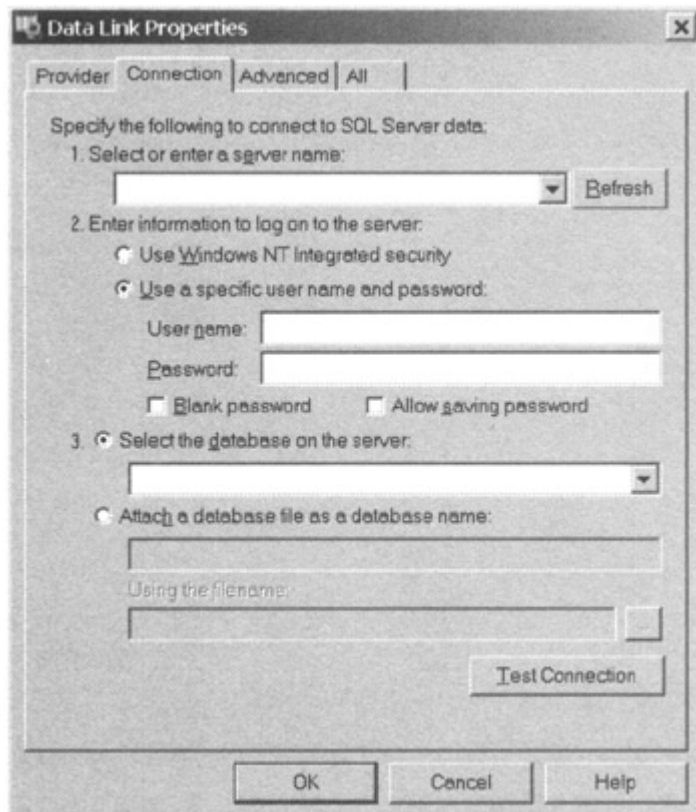 Data Link Properties
Provider Connection Advanced All
Specify the following to connect to SQL Server data:
1. Select or enter a server name:
Refresh
2. Enter information to log on to the server:
Use Windows NT Integrated security
Use a specific user name and password:
User name:
Password:
Blank password Allow saving password
3. Select the database on the server:
Attach a database file as a database name:
Using the filename:
...
Test Connection
OK Cancel Help